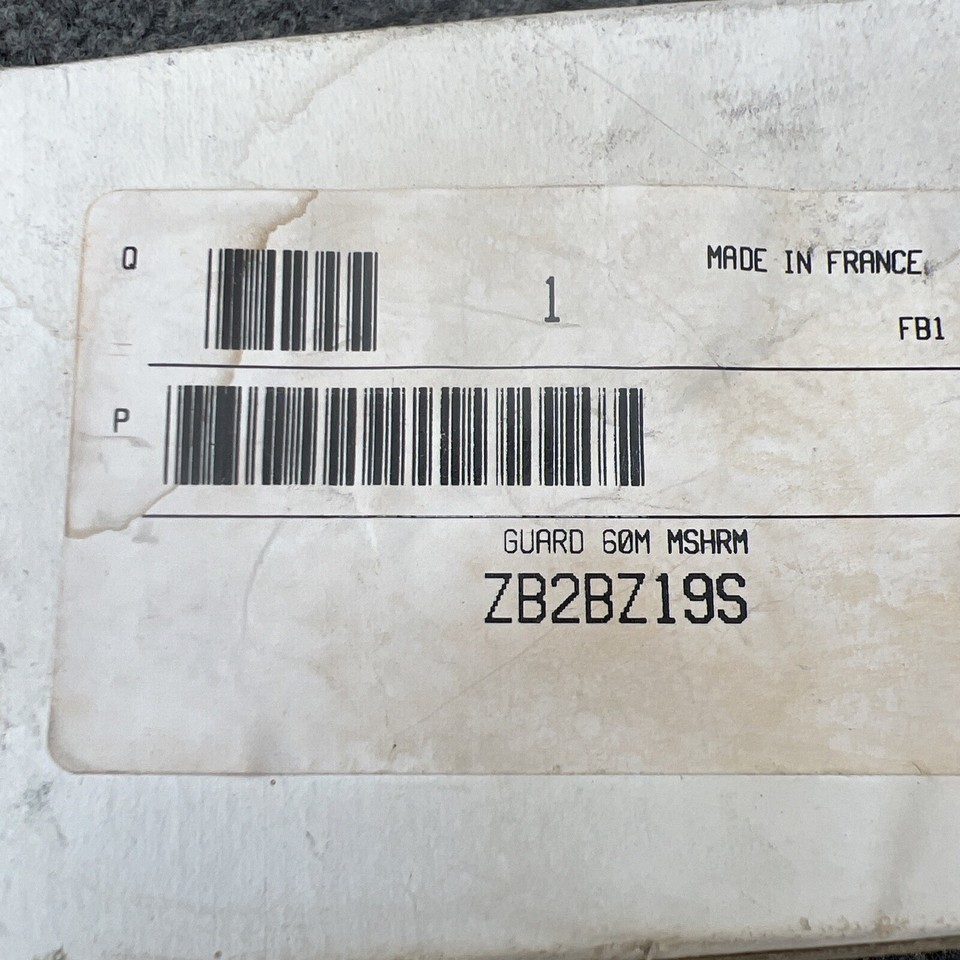 Q
1
MADE IN FRANCE
FB1
P
GUARD 60M MSHRM
ZB2BZ19S